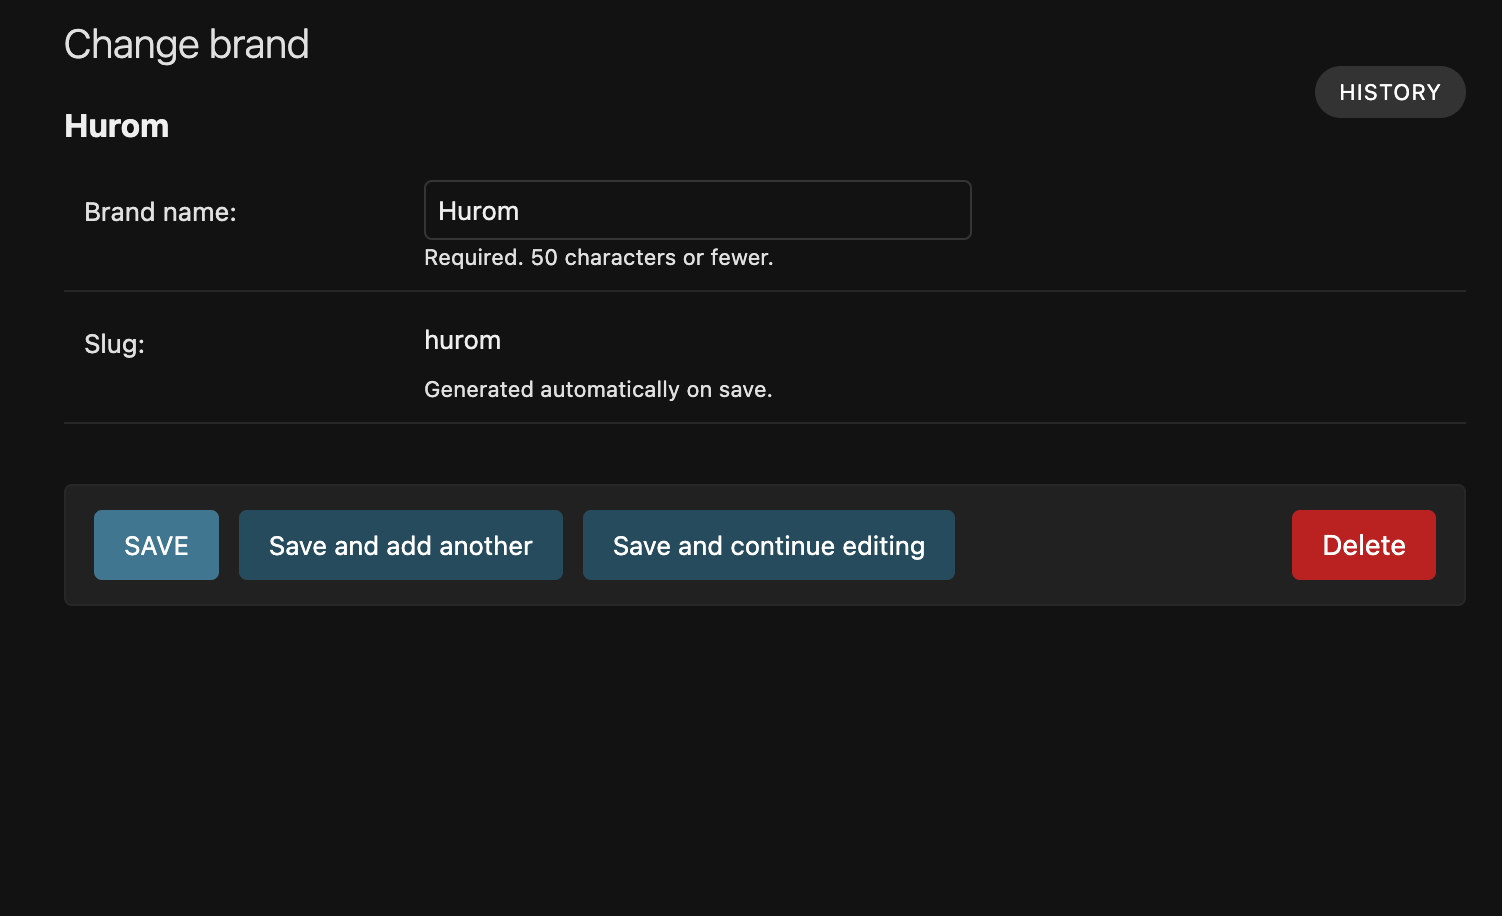 Change brand
HISTORY
Hurom
Brand name:
Hurom
Required. 50 characters or fewer.
Slug:
hurom
Generated automatically on save.
SAVE
Save and add another
Save and continue editing
Delete